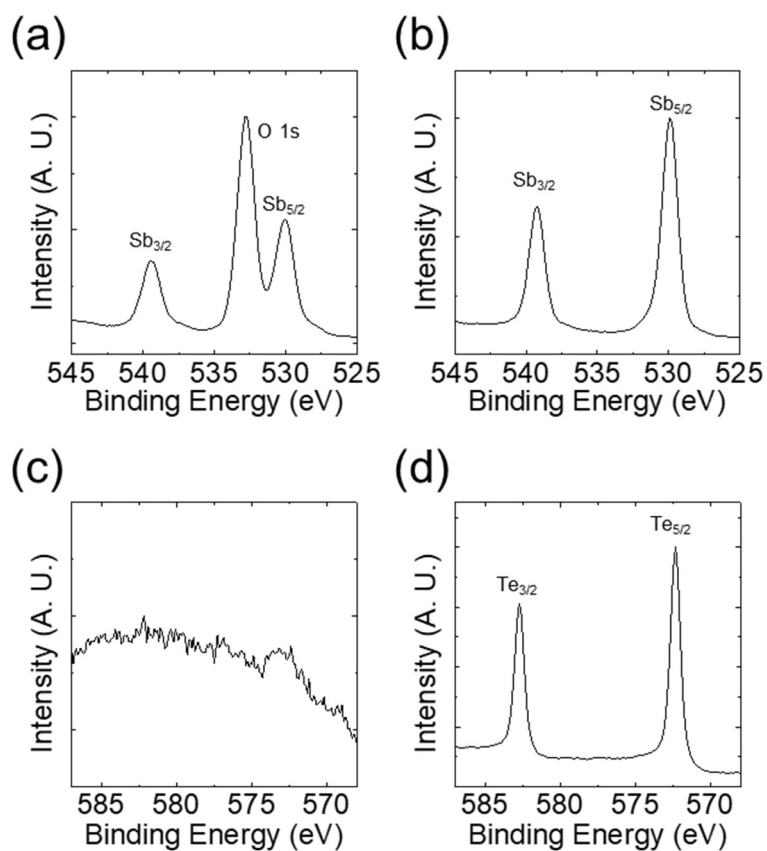 (a)
(b)
Intensity (A. U.)
Sb3/2
O 1s
Sb5/2
545 540 535 530 525
Binding Energy (eV)
Intensity (A. U.)
Sb3/2
Sb5/2
545 540 535 530 525
Binding Energy (eV)
(c)
(d)
Intensity (A. U.)
585 580 575 570
Binding Energy (eV)
Intensity (A. U.)
Te3/2
Te5/2
585 580 575 570
Binding Energy (eV)